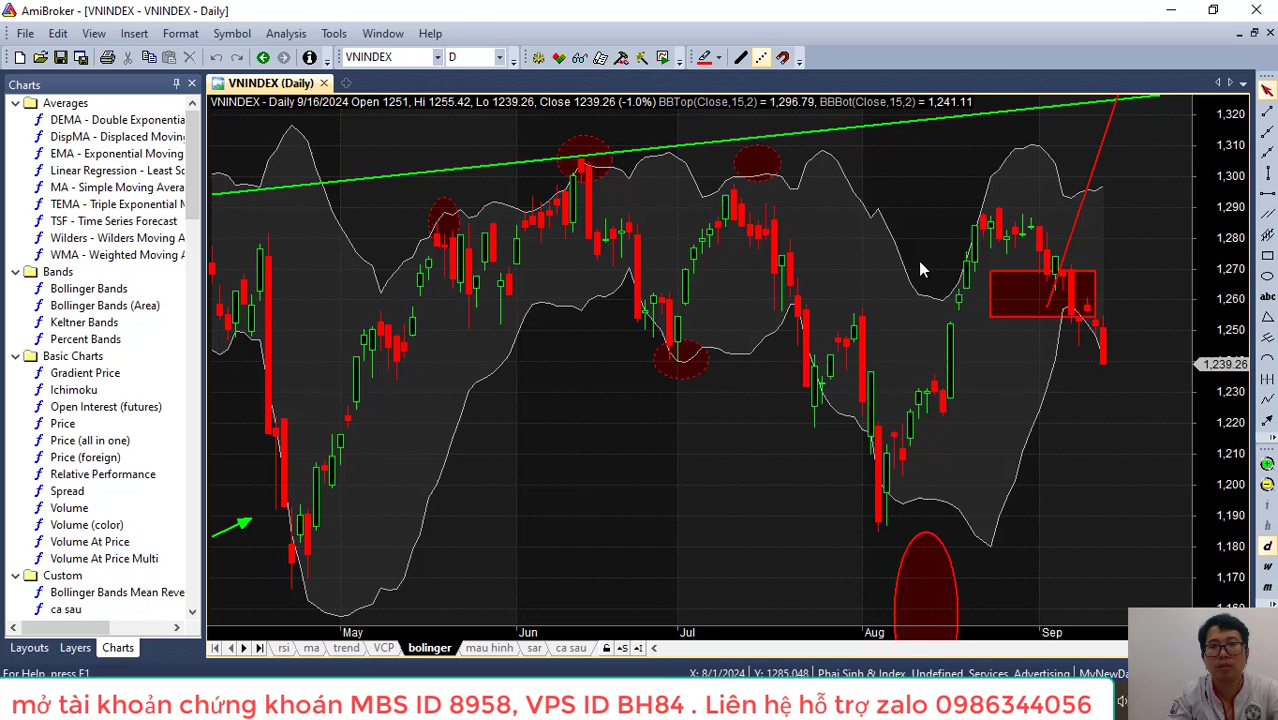 AmiBroker - [VNINDEX - VNINDEX - Daily]
File Edit View Insert Format Symbol Analysis Tools Window Help
VNINDEX D
Charts
VNINDEX (Daily)
VNINDEX - Daily 9/16/2024 Open 1251, Hi 1255.42, Lo 1239.26, Close 1239.26 (-1.0%) BBTop(Close,15,2) = 1,296.79, BBBot(Close,15,2) = 1,241.11
Averages
DEMA - Double Exponentia
DispMA - Displaced Movin
EMA - Exponential Moving
Linear Regression - Least Sc
MA - Simple Moving Avera
TEMA - Triple Exponential M
TSF - Time Series Forecast
Wilders - Wilders Moving A
WMA - Weighted Moving A
Bands
Bollinger Bands
Bollinger Bands (Area)
Keltner Bands
Percent Bands
Basic Charts
Gradient Price
Ichimoku
Open Interest (futures)
Price
Price (all in one)
Price (foreign)
Relative Performance
Spread
Volume
Volume (color)
Volume At Price
Volume At Price Multi
Custom
Bollinger Bands Mean Reve
ca sau
1,320
1,310
1,300
1,290
1,280
1,270
1,260
1,250
1,239.26
1,230
1,220
1,210
1,200
1,190
1,180
1,170
1,160
abc
d
w
m
May Jun Jul Aug Sep
Layouts Layers Charts
rsi ma trend VCP bolinger mau hinh sar ca sau
For Help, press F1
X: 8/1/2024 Y: 1285.048 Phai Sinh & Index, Undefined, Services, Advertising MyNewDa
mở tài khoản chứng khoán MBS ID 8958, VPS ID BH84 . Liên hệ hỗ trợ zalo 0986344056